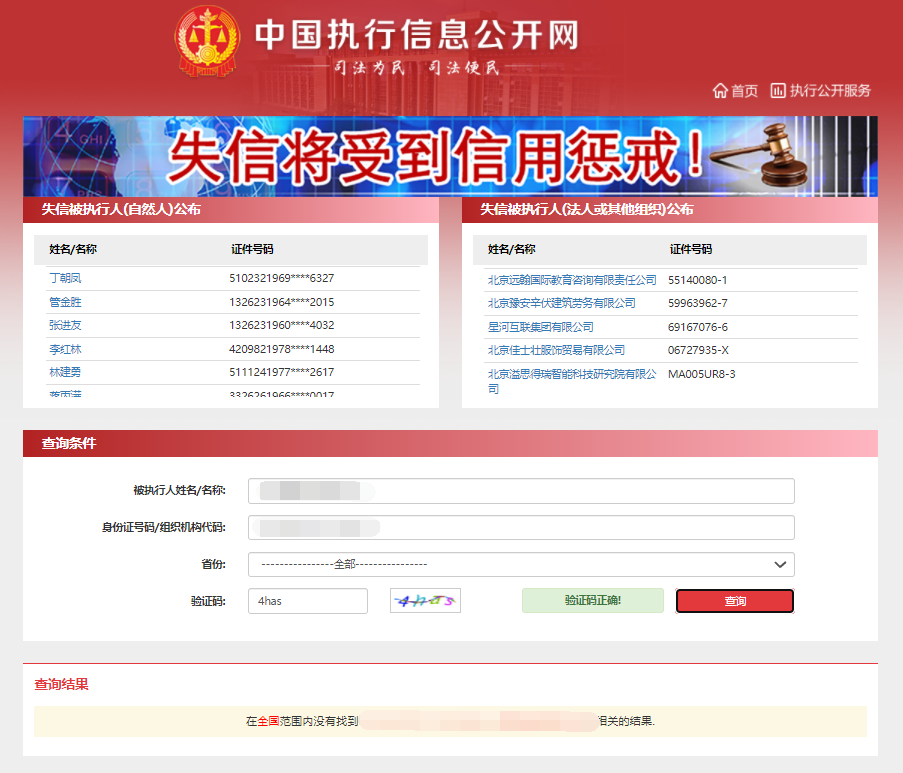 中国执行信息公开网
司法为民 司法便民
首页 执行公开服务
失信将受到信用惩戒!
失信被执行人(自然人)公布
姓名/名称 证件号码
丁朝凤 5102321969****6327
管金胜 1326231964****2015
张进友 1326231960****4032
李红林 4209821978****1448
林建勇 5111241977****2617
3326261966****0017
失信被执行人(法人或其他组织)公布
姓名/名称 证件号码
北京远翰国际教育咨询有限责任公司 55140080-1
北京豫安辛伏建筑劳务有限公司 59963962-7
星河互联集团有限公司 69167076-6
北京佳士壮服饰贸易有限公司 06727935-X
北京溢思得瑞智能科技研究院有限公 MA005UR8-3
司
查询条件
被执行人姓名/名称:
身份证号码/组织机构代码:
省份: ----------------全部----------------
验证码: 4has 4has 验证码正确! 查询
查询结果
在全国范围内没有找到 相关的结果.